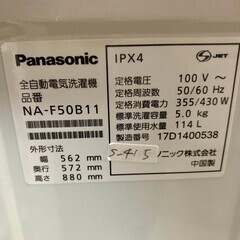 Panasonic
全自動電気洗濯機
品番
NA-F50B11
外形寸法
幅 562 mm
奥行 572 mm
高さ 880 mm
IPX4
JET
定格電圧 100 V～
定格周波数 50/60 Hz
定格消費電力 355/430 W
標準洗濯容量 5.0 kg
標準使用水量 114 L
製造番号 17D1400538
ニック株式会社
中国製
S-415